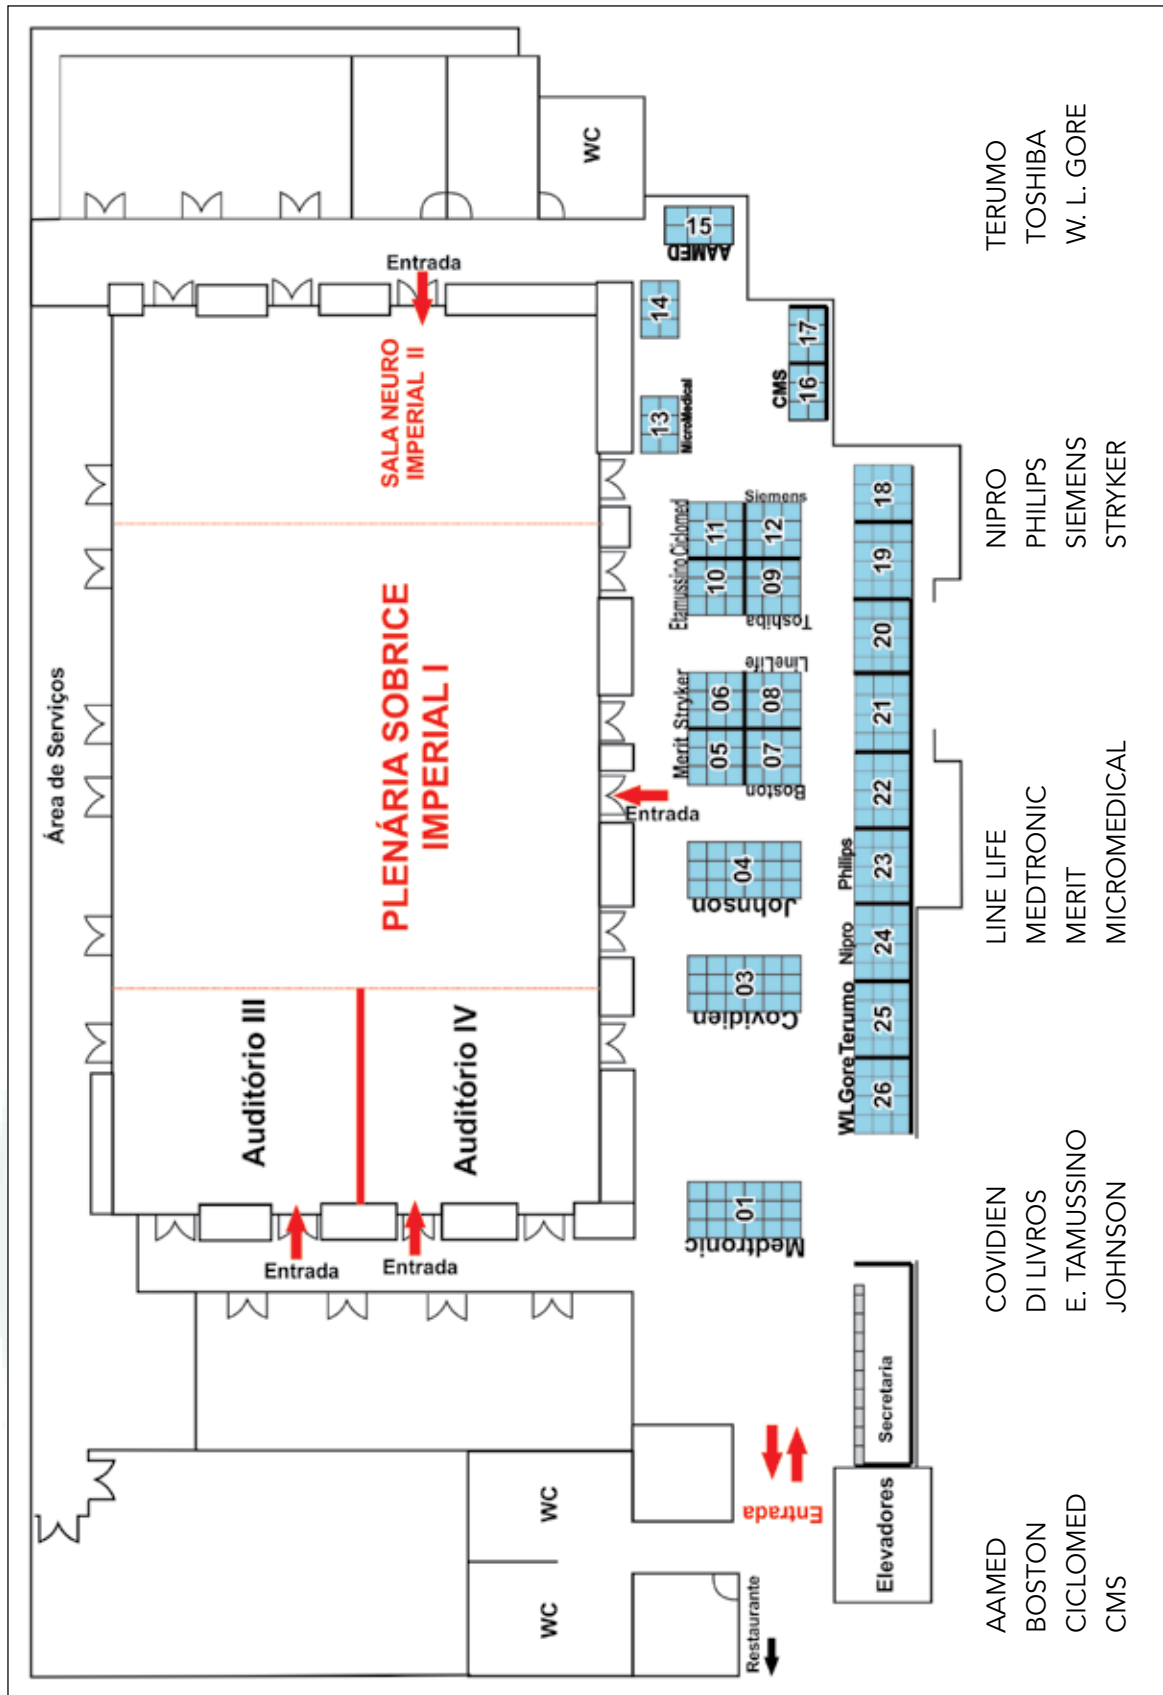 Área de Serviços
WC
Entrada
SALA NEURO
IMPERIAL II
PLENÁRIA SOBRICE
IMPERIAL I
Auditório III
Auditório IV
Entrada
Entrada
Entrada
15
AAMED
14
13
MicroMedical
CMS
16
17
Etamussino
Ciclomed
10
11
09
12
Toshiba
Siemens
Merit
Stryker
05
06
07
08
Boston
LineLife
04
Johnson
03
Covidien
01
Medtronic
WLGore
Terumo
Nipro
Philips
26
25
24
23
22
21
20
19
18
Secretaria
Elevadores
Entrada
WC
WC
Restaurante
AAMED
BOSTON
CICLOMED
CMS
COVIDIEN
DI LIVROS
E. TAMUSSINO
JOHNSON
LINE LIFE
MEDTRONIC
MERIT
MICROMEDICAL
NIPRO
PHILIPS
SIEMENS
STRYKER
TERUMO
TOSHIBA
W. L. GORE